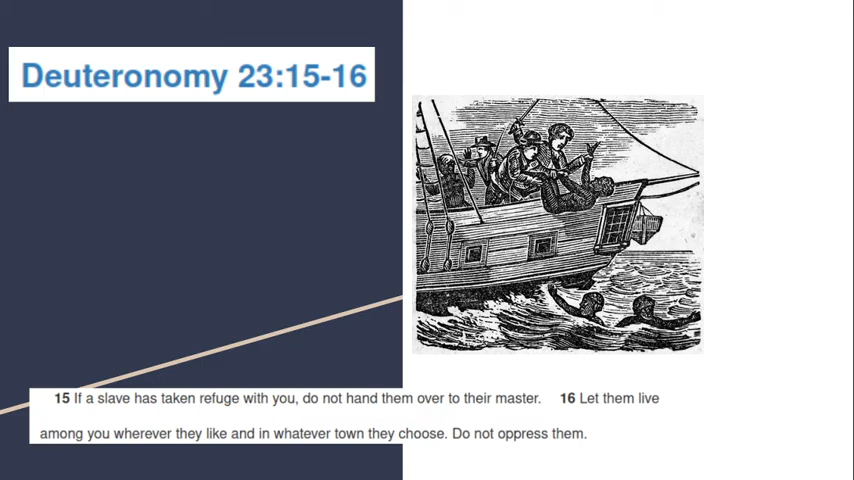 Deuteronomy 23:15-16
15 If a slave has taken refuge with you, do not hand them over to their master. 16 Let them live
among you wherever they like and in whatever town they choose. Do not oppress them.